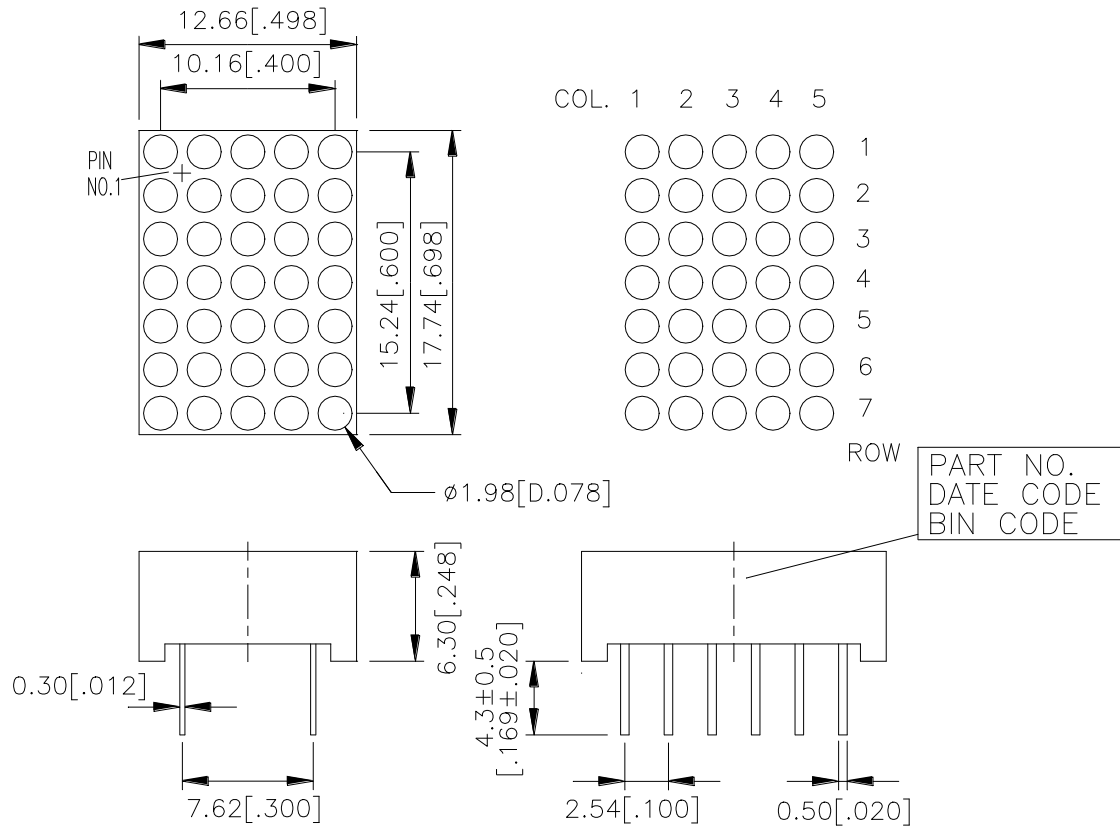 12.66[.498]
10.16[.400]
PIN
NO.1
15.24[.600]
17.74[.698]
ø1.98[D.078]
COL. 1 2 3 4 5
1
2
3
4
5
6
7
ROW
PART NO.
DATE CODE
BIN CODE
6.30[.248]
0.30[.012]
7.62[.300]
4.3±0.5
[.169±.020]
2.54[.100]
0.50[.020]